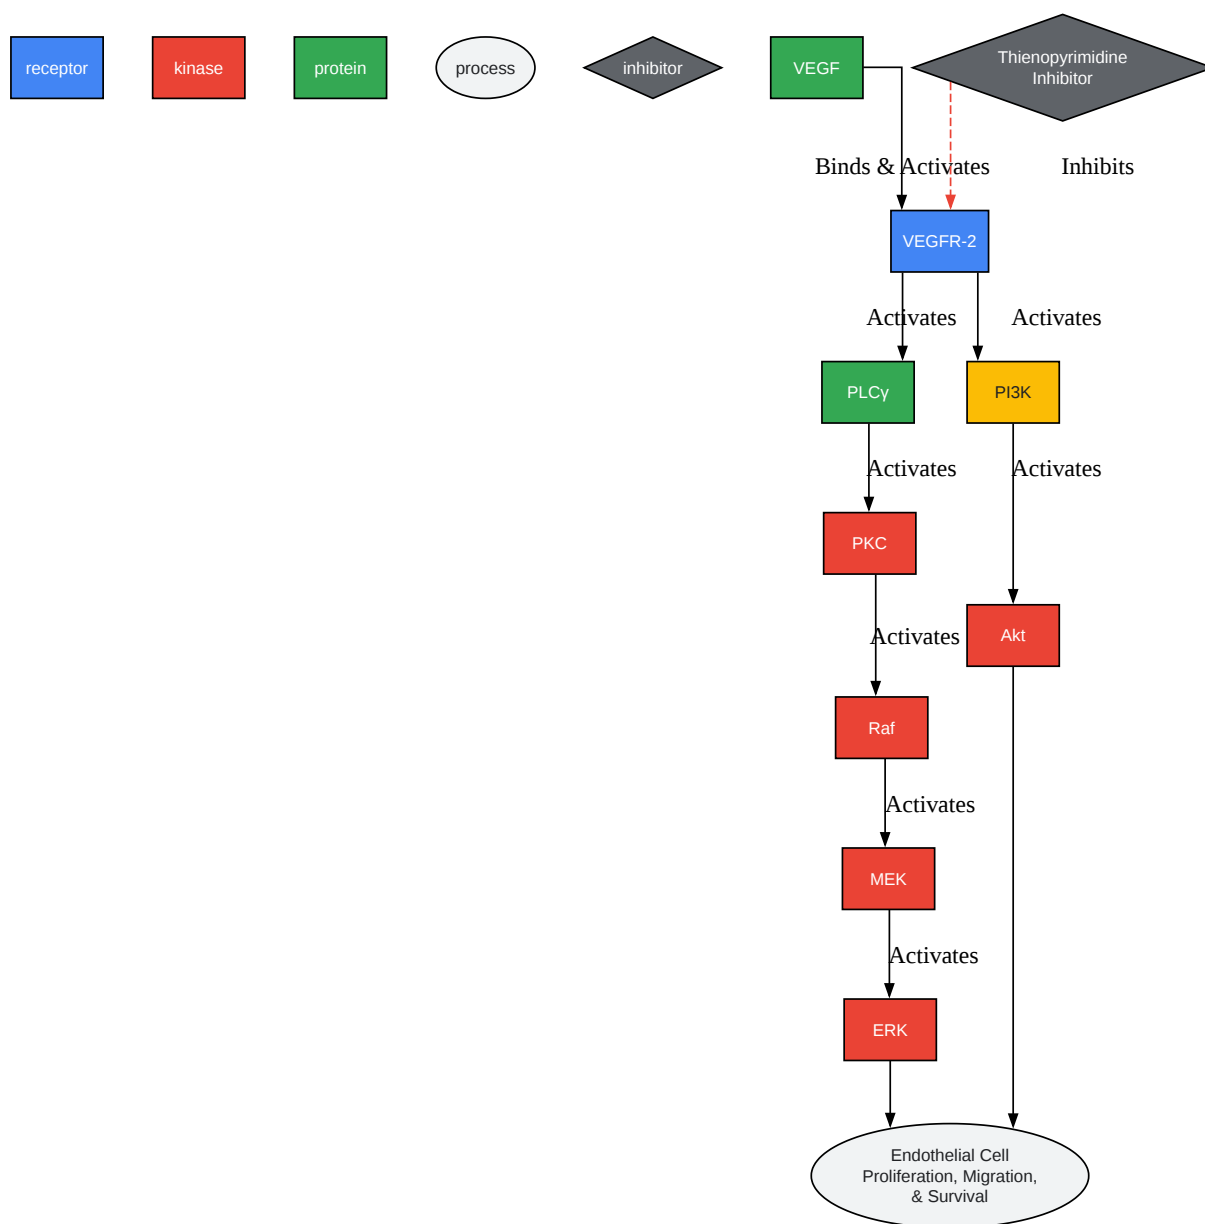 receptor
kinase
protein
process
inhibitor
VEGF
Thienopyrimidine
Inhibitor
Binds & Activates
Inhibits
VEGFR-2
Activates
Activates
PLCγ
PI3K
Activates
Activates
PKC
Activates
Akt
Raf
Activates
MEK
Activates
ERK
Endothelial Cell
Proliferation, Migration,
& Survival